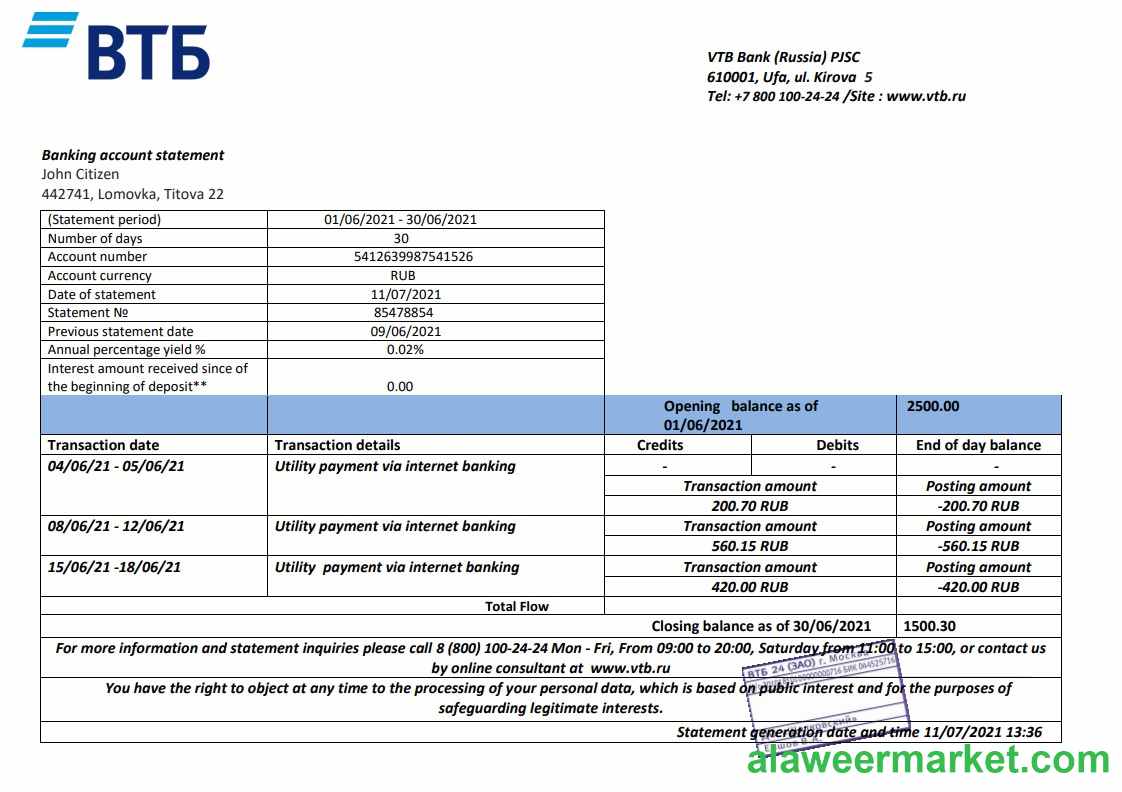 ВТБ
VTB Bank (Russia) PJSC
610001, Ufa, ul. Kirova 5
Tel: +7 800 100-24-24 /Site : www.vtb.ru
Banking account statement
John Citizen
442741, Lomovka, Titova 22
(Statement period) 01/06/2021 - 30/06/2021
Number of days 30
Account number 5412639987541526
Account currency RUB
Date of statement 11/07/2021
Statement № 85478854
Previous statement date 09/06/2021
Annual percentage yield % 0.02%
Interest amount received since of
the beginning of deposit** 0.00
Opening balance as of 2500.00
01/06/2021
Transaction date Transaction details Credits Debits End of day balance
04/06/21 - 05/06/21 Utility payment via internet banking - - -
Transaction amount Posting amount
200.70 RUB -200.70 RUB
08/06/21 - 12/06/21 Utility payment via internet banking Transaction amount Posting amount
560.15 RUB -560.15 RUB
15/06/21 -18/06/21 Utility payment via internet banking Transaction amount Posting amount
420.00 RUB -420.00 RUB
Total Flow
Closing balance as of 30/06/2021 1500.30
For more information and statement inquiries please call 8 (800) 100-24-24 Mon - Fri, From 09:00 to 20:00, Saturday from 11:00 to 15:00, or contact us
by online consultant at www.vtb.ru
ВТБ 24 (ЗАО) г. Москва
You have the right to object at any time to the processing of your personal data, which is based on public interest and for the purposes of
safeguarding legitimate interests.
Statement generation date and time 11/07/2021 13:36
alaweermarket.com